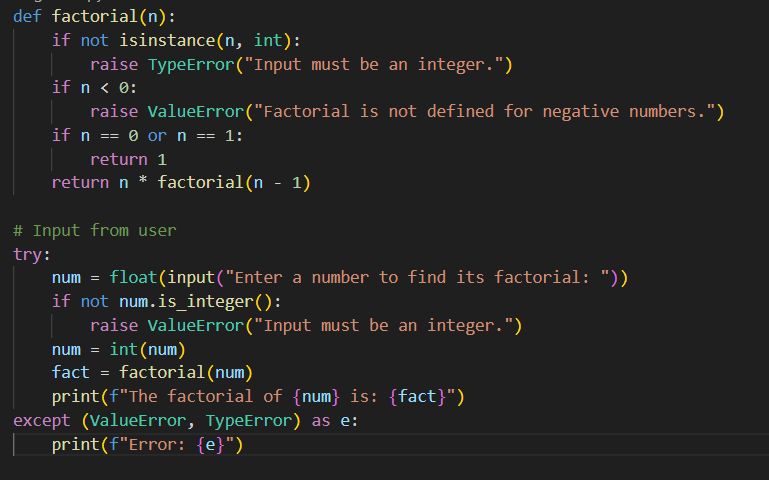 def factorial(n):
    if not isinstance(n, int):
        raise TypeError("Input must be an integer.")
    if n < 0:
        raise ValueError("Factorial is not defined for negative numbers.")
    if n == 0 or n == 1:
        return 1
    return n * factorial(n - 1)

# Input from user
try:
    num = float(input("Enter a number to find its factorial: "))
    if not num.is_integer():
        raise ValueError("Input must be an integer.")
    num = int(num)
    fact = factorial(num)
    print(f"The factorial of {num} is: {fact}")
except (ValueError, TypeError) as e:
    print(f"Error: {e}")